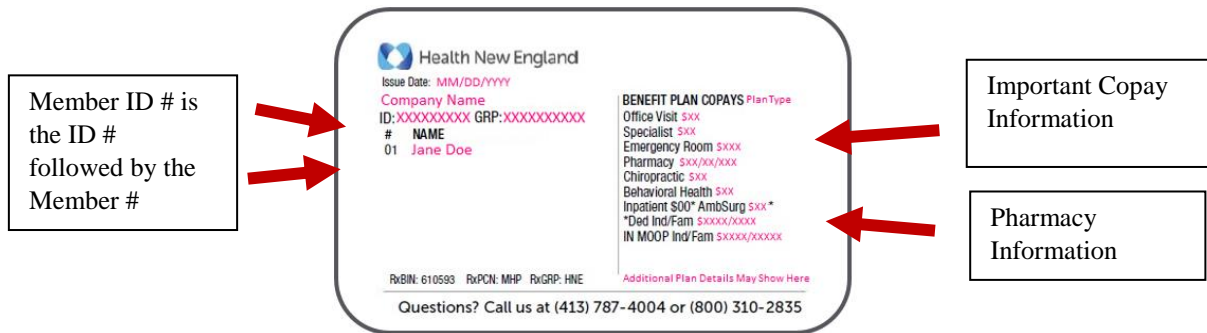 Member ID # is
the ID #
followed by the
Member #
Health New England
Issue Date: MM/DD/YYYY
Company Name
ID:XXXXXXXXX GRP:XXXXXXXXXX
# NAME
01 Jane Doe
BENEFIT PLAN COPAYS PlanType
Office Visit $XX
Specialist $XX
Emergency Room $XXX
Pharmacy $XX/XX/XXX
Chiropractic $XX
Behavioral Health $XX
Inpatient $00* AmbSurg $XX*
*Ded Ind/Fam $XXXX/XXXX
IN MOOP Ind/Fam $XXXX/XXXXX
RxBIN: 610593 RxPCN: MHP RxGRP: HNE
Additional Plan Details May Show Here
Questions? Call us at (413) 787-4004 or (800) 310-2835
Important Copay
Information
Pharmacy
Information